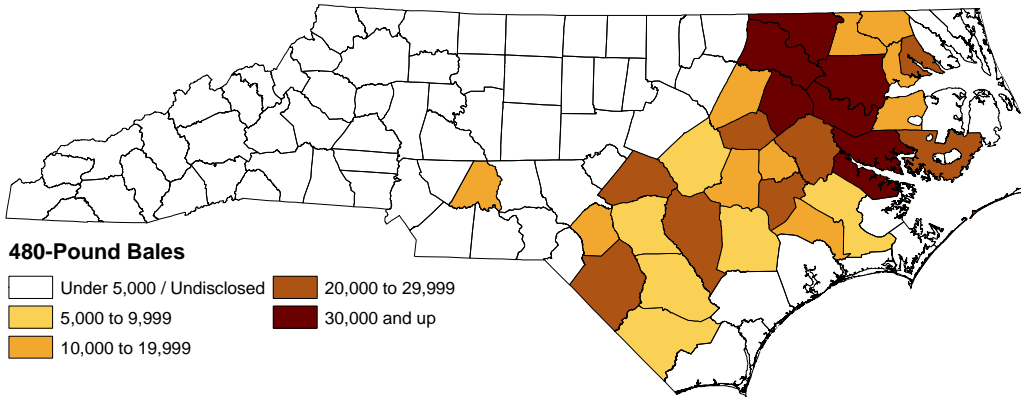 480-Pound Bales
Under 5,000 / Undisclosed
5,000 to 9,999
10,000 to 19,999
20,000 to 29,999
30,000 and up